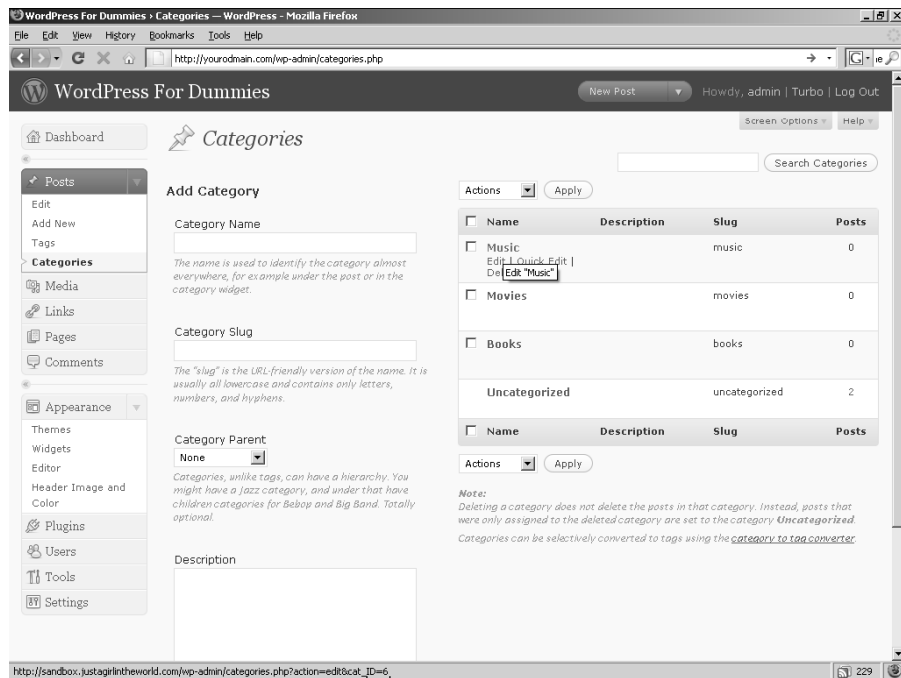 WordPress For Dummies › Categories — WordPress - Mozilla Firefox
File Edit View History Bookmarks Tools Help
http://yourodmain.com/wp-admin/categories.php
WordPress For Dummies
New Post
Howdy, admin | Turbo | Log Out
Screen Options
Help
Dashboard
Categories
Search Categories
Posts
Edit
Add New
Tags
Categories
Media
Links
Pages
Comments
Appearance
Themes
Widgets
Editor
Header Image and
Color
Plugins
Users
Tools
Settings
Add Category
Category Name
The name is used to identify the category almost
everywhere, for example under the post or in the
category widget.
Category Slug
The "slug" is the URL-friendly version of the name. It is
usually all lowercase and contains only letters,
numbers, and hyphens.
Category Parent
None
Categories, unlike tags, can have a hierarchy. You
might have a Jazz category, and under that have
children categories for Bebop and Big Band. Totally
optional.
Description
Actions Apply
Name Description Slug Posts
Music music 0
Edit | Quick Edit |
De
Edit "Music"
Movies movies 0
Books books 0
Uncategorized uncategorized 2
Name Description Slug Posts
Actions Apply
Note:
Deleting a category does not delete the posts in that category. Instead, posts that
were only assigned to the deleted category are set to the category Uncategorized.
Categories can be selectively converted to tags using the category to tag converter.
http://sandbox.justagirlintheworld.com/wp-admin/categories.php?action=edit&cat_ID=6
229